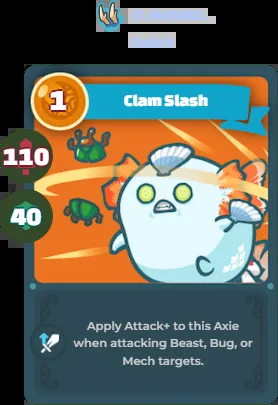 1
Clam Slash
110
40
Apply Attack+ to this Axie
when attacking Beast, Bug, or
Mech targets.